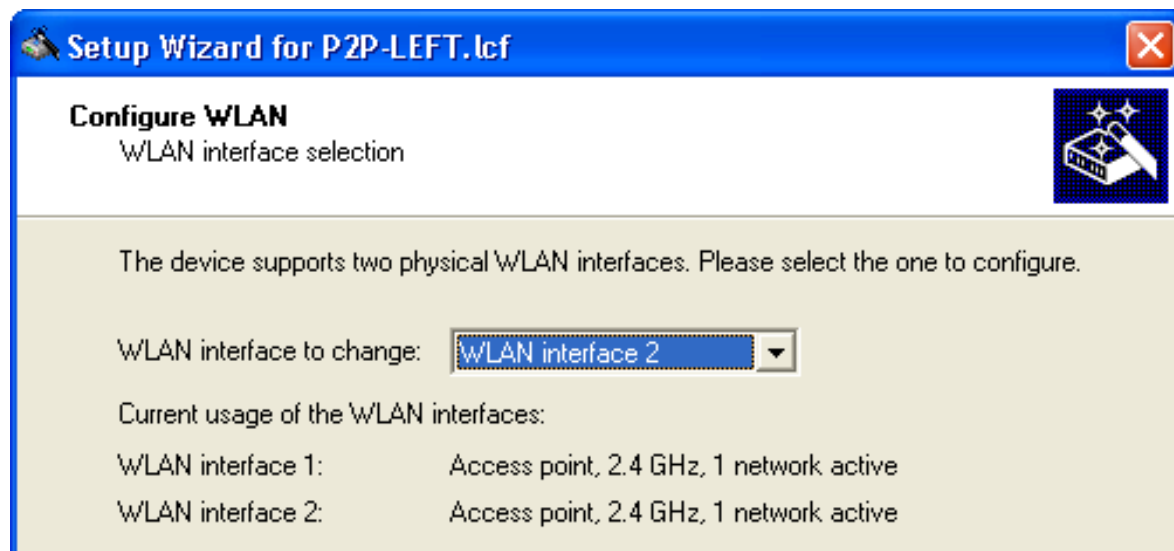 Setup Wizard for P2P-LEFT.lcf
Configure WLAN
WLAN interface selection
The device supports two physical WLAN interfaces. Please select the one to configure.
WLAN interface to change: WLAN interface 2
Current usage of the WLAN interfaces:
WLAN interface 1: Access point, 2.4 GHz, 1 network active
WLAN interface 2: Access point, 2.4 GHz, 1 network active